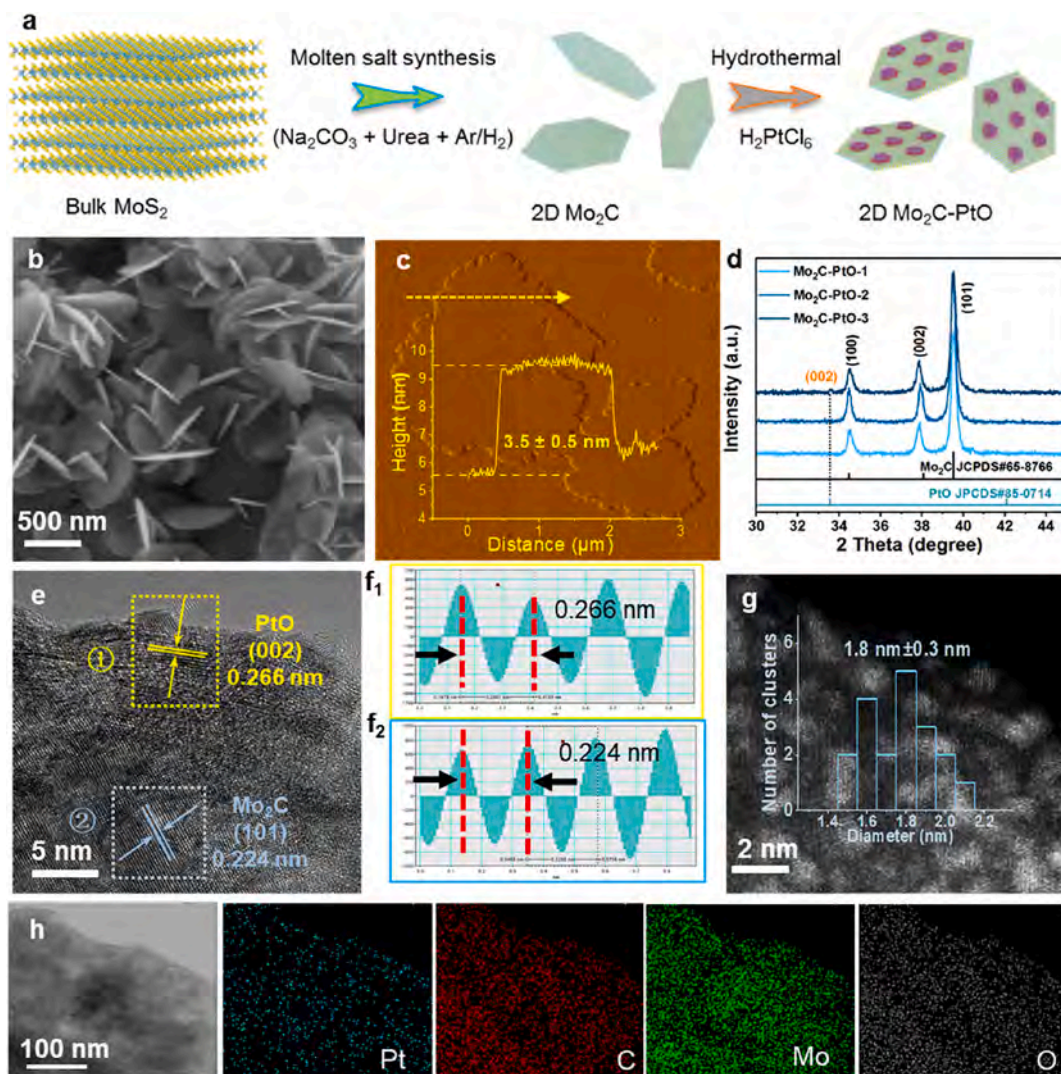 a
Molten salt synthesis
Hydrothermal
(Na₂CO₃ + Urea + Ar/H₂)
H₂PtCl₆
Bulk MoS₂
2D Mo₂C
2D Mo₂C-PtO
b
500 nm
c
Height (nm)
10
9
8
7
6
5
4
3.5 ± 0.5 nm
0
1
2
3
Distance (μm)
d
Intensity (a.u.)
Mo₂C-PtO-1
Mo₂C-PtO-2
Mo₂C-PtO-3
(002)
(100)
(002)
(101)
Mo₂C JCPDS#65-8766
PtO JPCDS#85-0714
30 33 36 39 42 45
2 Theta (degree)
e
①
PtO
(002)
0.266 nm
②
Mo₂C
(101)
0.224 nm
5 nm
f₁
0.266 nm
f₂
0.224 nm
g
1.8 nm±0.3 nm
Number of clusters
6
4
2
0
1.4 1.6 1.8 2.0 2.2
Diameter (nm)
2 nm
h
100 nm
Pt
C
Mo
O